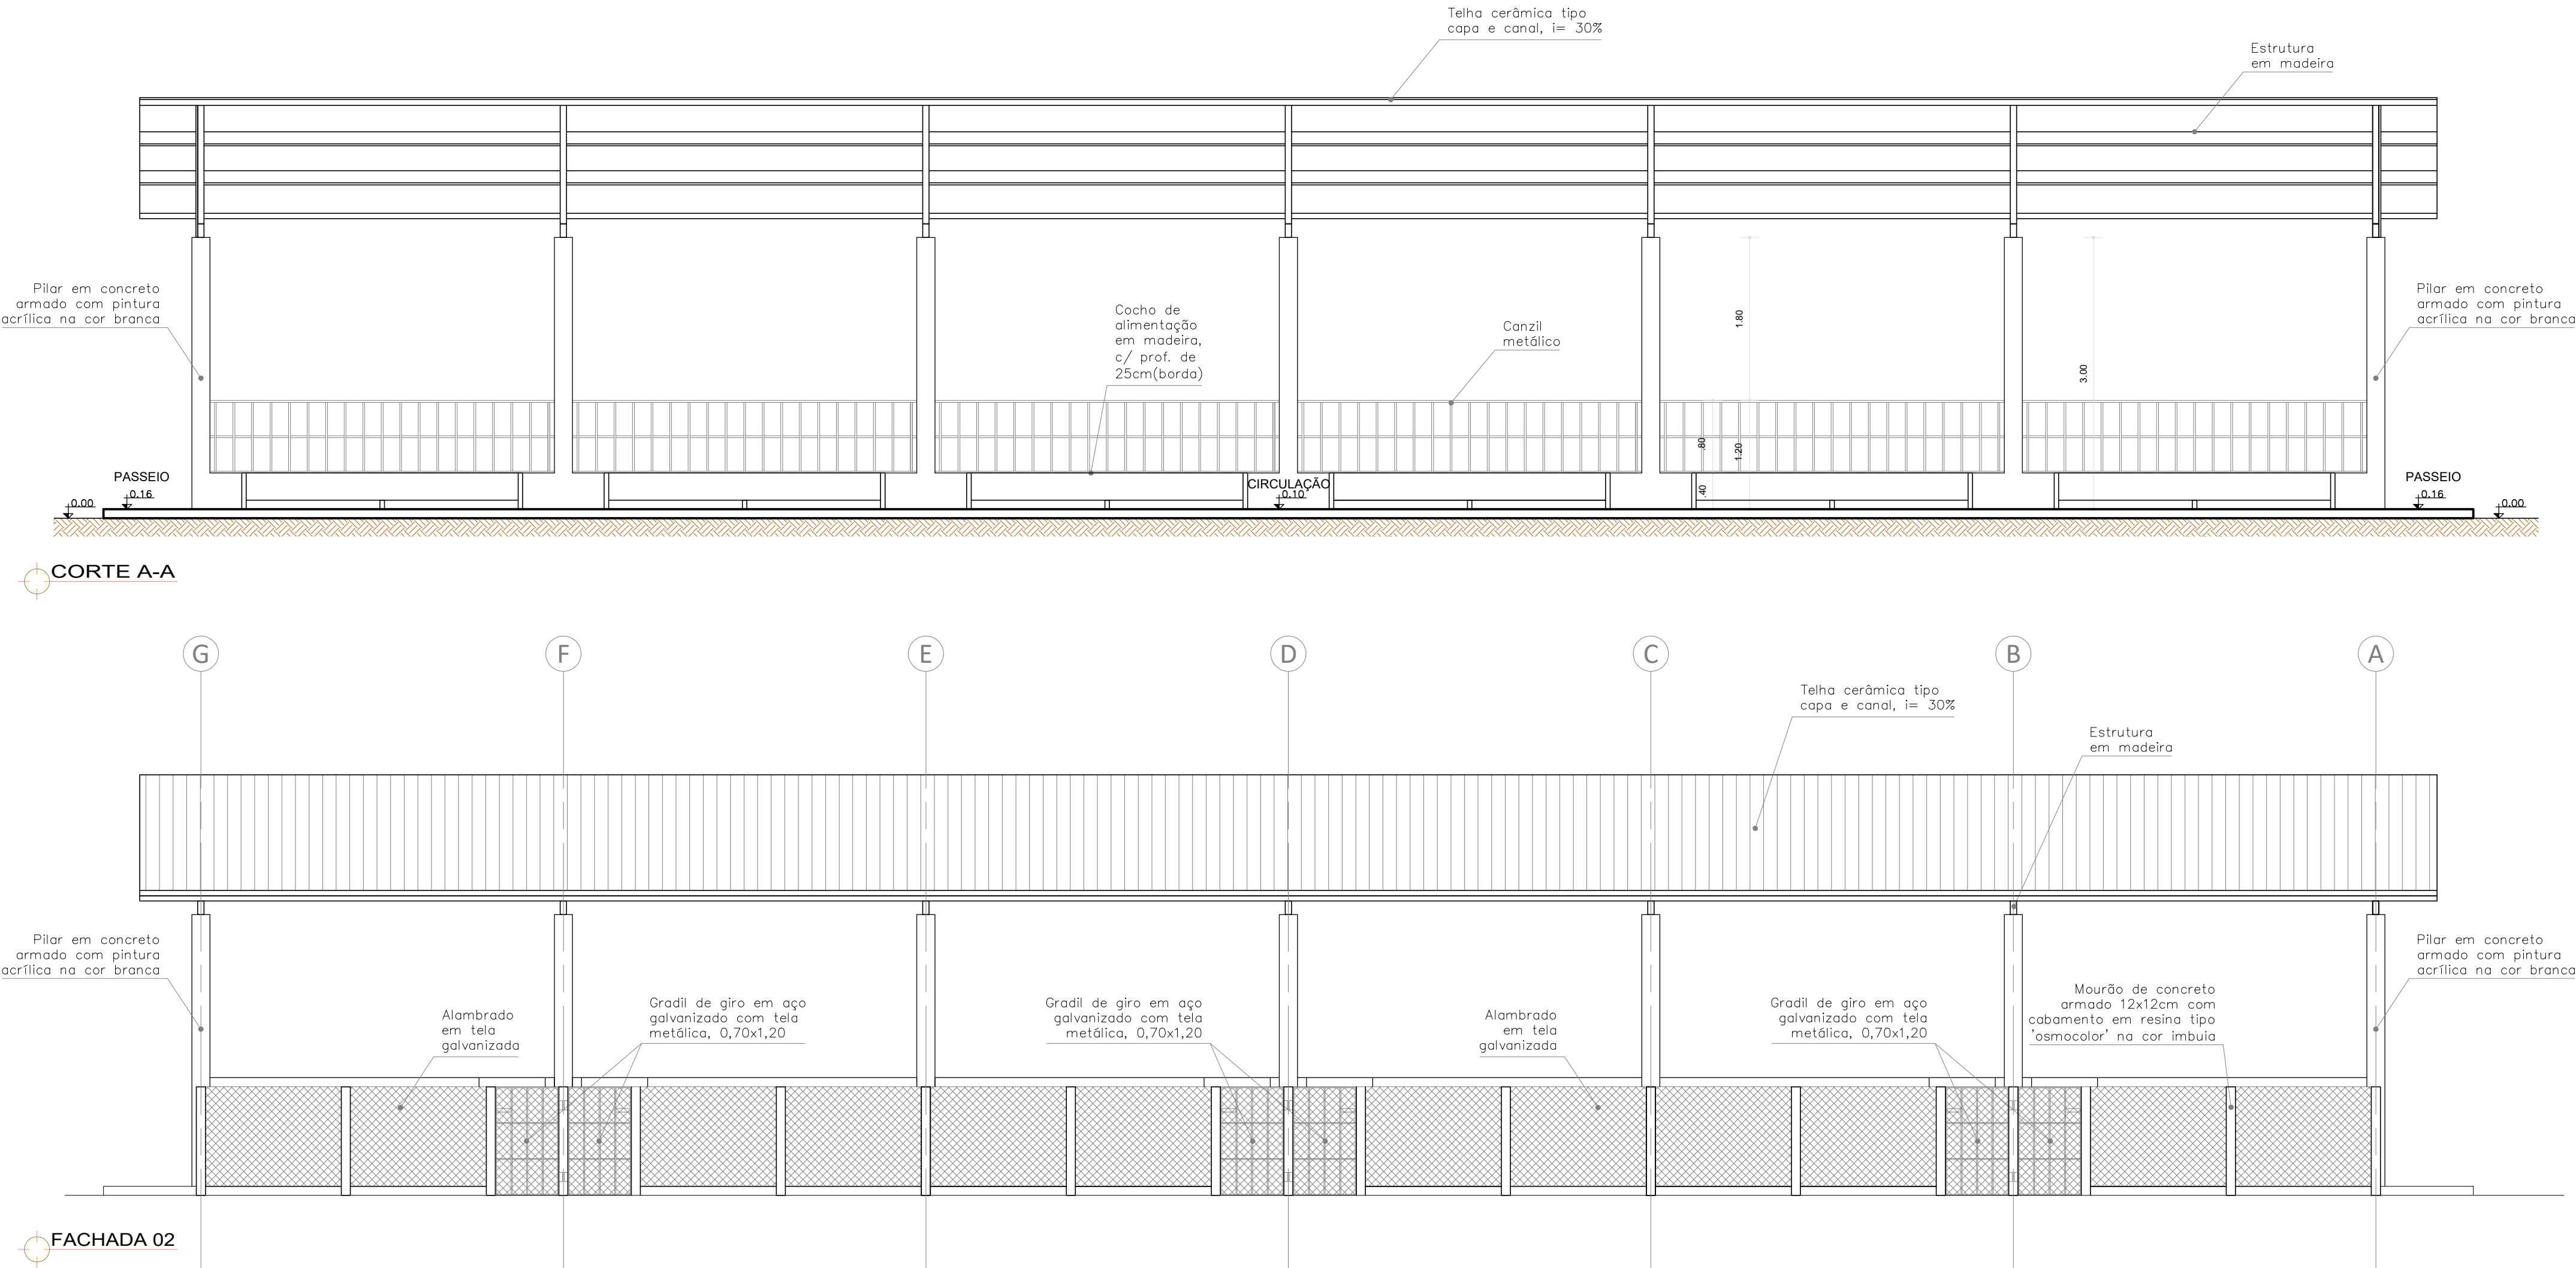 Telha cerâmica tipo
capa e canal, i= 30%
Estrutura
em madeira
Pilar em concreto
armado com pintura
acrílica na cor branca
Cocho de
alimentação
em madeira,
c/ prof. de
25cm(borda)
Canzil
metálico
1.80
3.00
Pilar em concreto
armado com pintura
acrílica na cor branca
.80
1.20
.40
PASSEIO
0.16
0.00
CIRCULAÇÃO
0.10
PASSEIO
0.16
0.00
CORTE A-A
G
F
E
D
C
B
A
Telha cerâmica tipo
capa e canal, i= 30%
Estrutura
em madeira
Pilar em concreto
armado com pintura
acrílica na cor branca
Alambrado
em tela
galvanizada
Gradil de giro em aço
galvanizado com tela
metálica, 0,70x1,20
Gradil de giro em aço
galvanizado com tela
metálica, 0,70x1,20
Alambrado
em tela
galvanizada
Gradil de giro em aço
galvanizado com tela
metálica, 0,70x1,20
Mourão de concreto
armado 12x12cm com
cabamento em resina tipo
'osmocolor' na cor imbuia
Pilar em concreto
armado com pintura
acrílica na cor branca
FACHADA 02